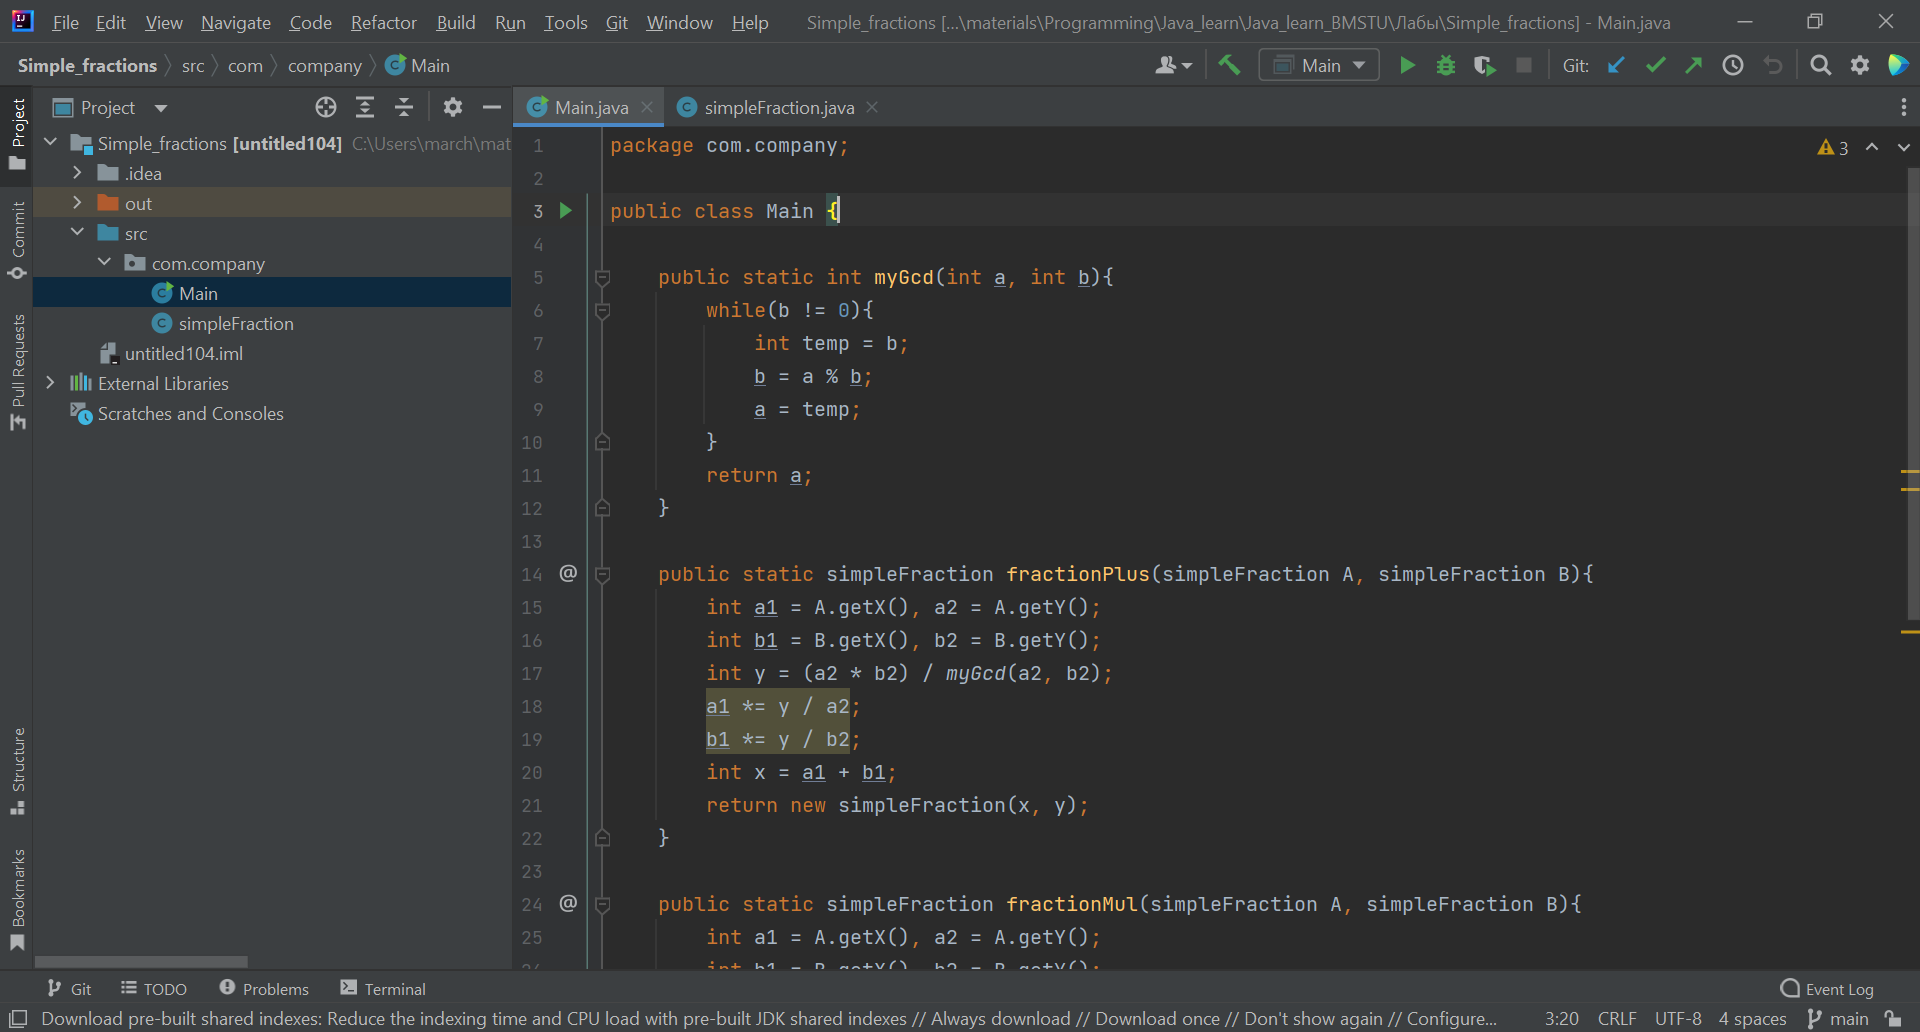 File Edit View Navigate Code Refactor Build Run Tools Git Window Help Simple_fractions [...\materials\Programming\Java_learn\Java_learn_BMSTU\Лабы\Simple_fractions] - Main.java
Simple_fractions src com company Main Main Git:
Project Main.java simpleFraction.java
Project
Commit
Pull Requests
Structure
Bookmarks
Simple_fractions [untitled104] C:\Users\march\mat
.idea
out
src
com.company
Main
simpleFraction
untitled104.iml
External Libraries
Scratches and Consoles
3
1 package com.company;
2
3 public class Main {
4
5 public static int myGcd(int a, int b){
6 while(b != 0){
7 int temp = b;
8 b = a % b;
9 a = temp;
10 }
11 return a;
12 }
13
14 @ public static simpleFraction fractionPlus(simpleFraction A, simpleFraction B){
15 int a1 = A.getX(), a2 = A.getY();
16 int b1 = B.getX(), b2 = B.getY();
17 int y = (a2 * b2) / myGcd(a2, b2);
18 a1 *= y / a2;
19 b1 *= y / b2;
20 int x = a1 + b1;
21 return new simpleFraction(x, y);
22 }
23
24 @ public static simpleFraction fractionMul(simpleFraction A, simpleFraction B){
25 int a1 = A.getX(), a2 = A.getY();
Git TODO Problems Terminal Event Log
Download pre-built shared indexes: Reduce the indexing time and CPU load with pre-built JDK shared indexes // Always download // Download once // Don't show again // Configure... 3:20 CRLF UTF-8 4 spaces main